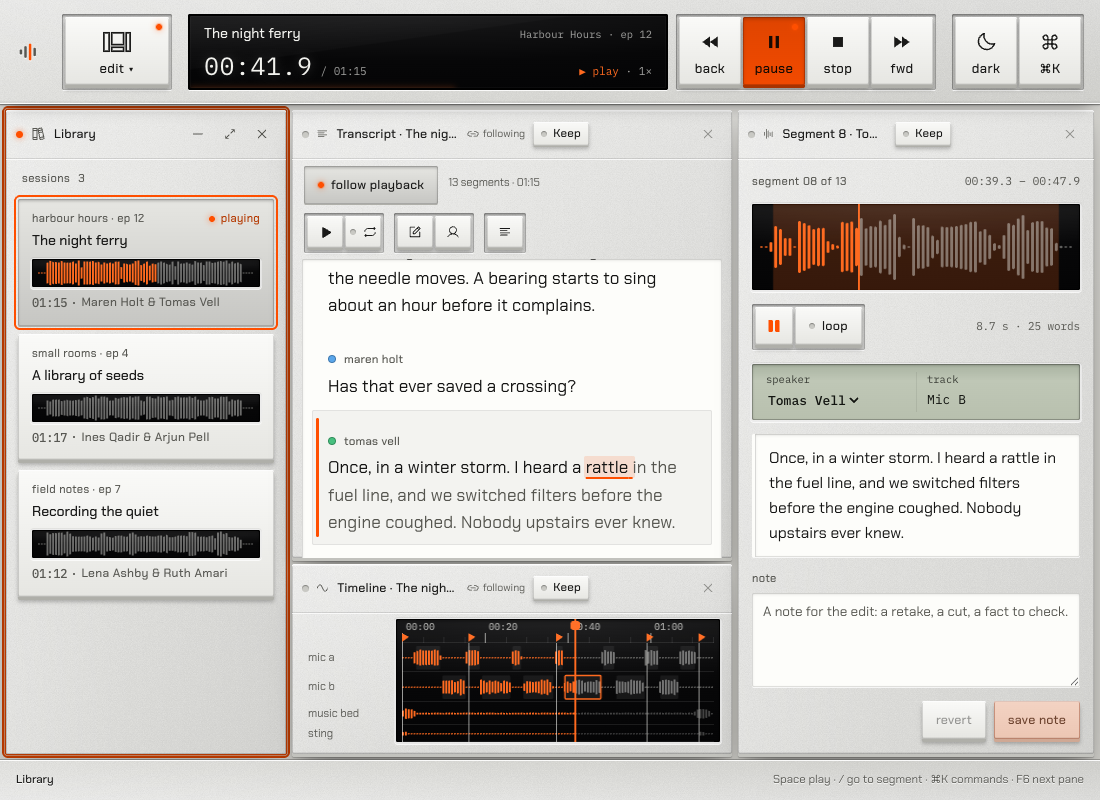 edit ▾
The night ferry
Harbour Hours · ep 12
00:41.9 / 01:15
▶ play · 1×
back
pause
stop
fwd
dark
⌘K
Library
sessions 3
harbour hours · ep 12
playing
The night ferry
01:15 · Maren Holt & Tomas Vell
small rooms · ep 4
A library of seeds
01:17 · Ines Qadir & Arjun Pell
field notes · ep 7
Recording the quiet
01:12 · Lena Ashby & Ruth Amari
Transcript · The nig...
following
Keep
follow playback
13 segments · 01:15
the needle moves. A bearing starts to sing
about an hour before it complains.
maren holt
Has that ever saved a crossing?
tomas vell
Once, in a winter storm. I heard a rattle in the
fuel line, and we switched filters before the
engine coughed. Nobody upstairs ever knew.
Timeline · The nigh...
following
Keep
00:00 00:20 0:40 01:00
mic a
mic b
music bed
sting
Segment 8 · To...
Keep
segment 08 of 13
00:39.3 – 00:47.9
loop
8.7 s · 25 words
speaker
Tomas Vell
track
Mic B
Once, in a winter storm. I heard a rattle in
the fuel line, and we switched filters
before the engine coughed. Nobody
upstairs ever knew.
note
A note for the edit: a retake, a cut, a fact to check.
revert
save note
Library
Space play · / go to segment · ⌘K commands · F6 next pane